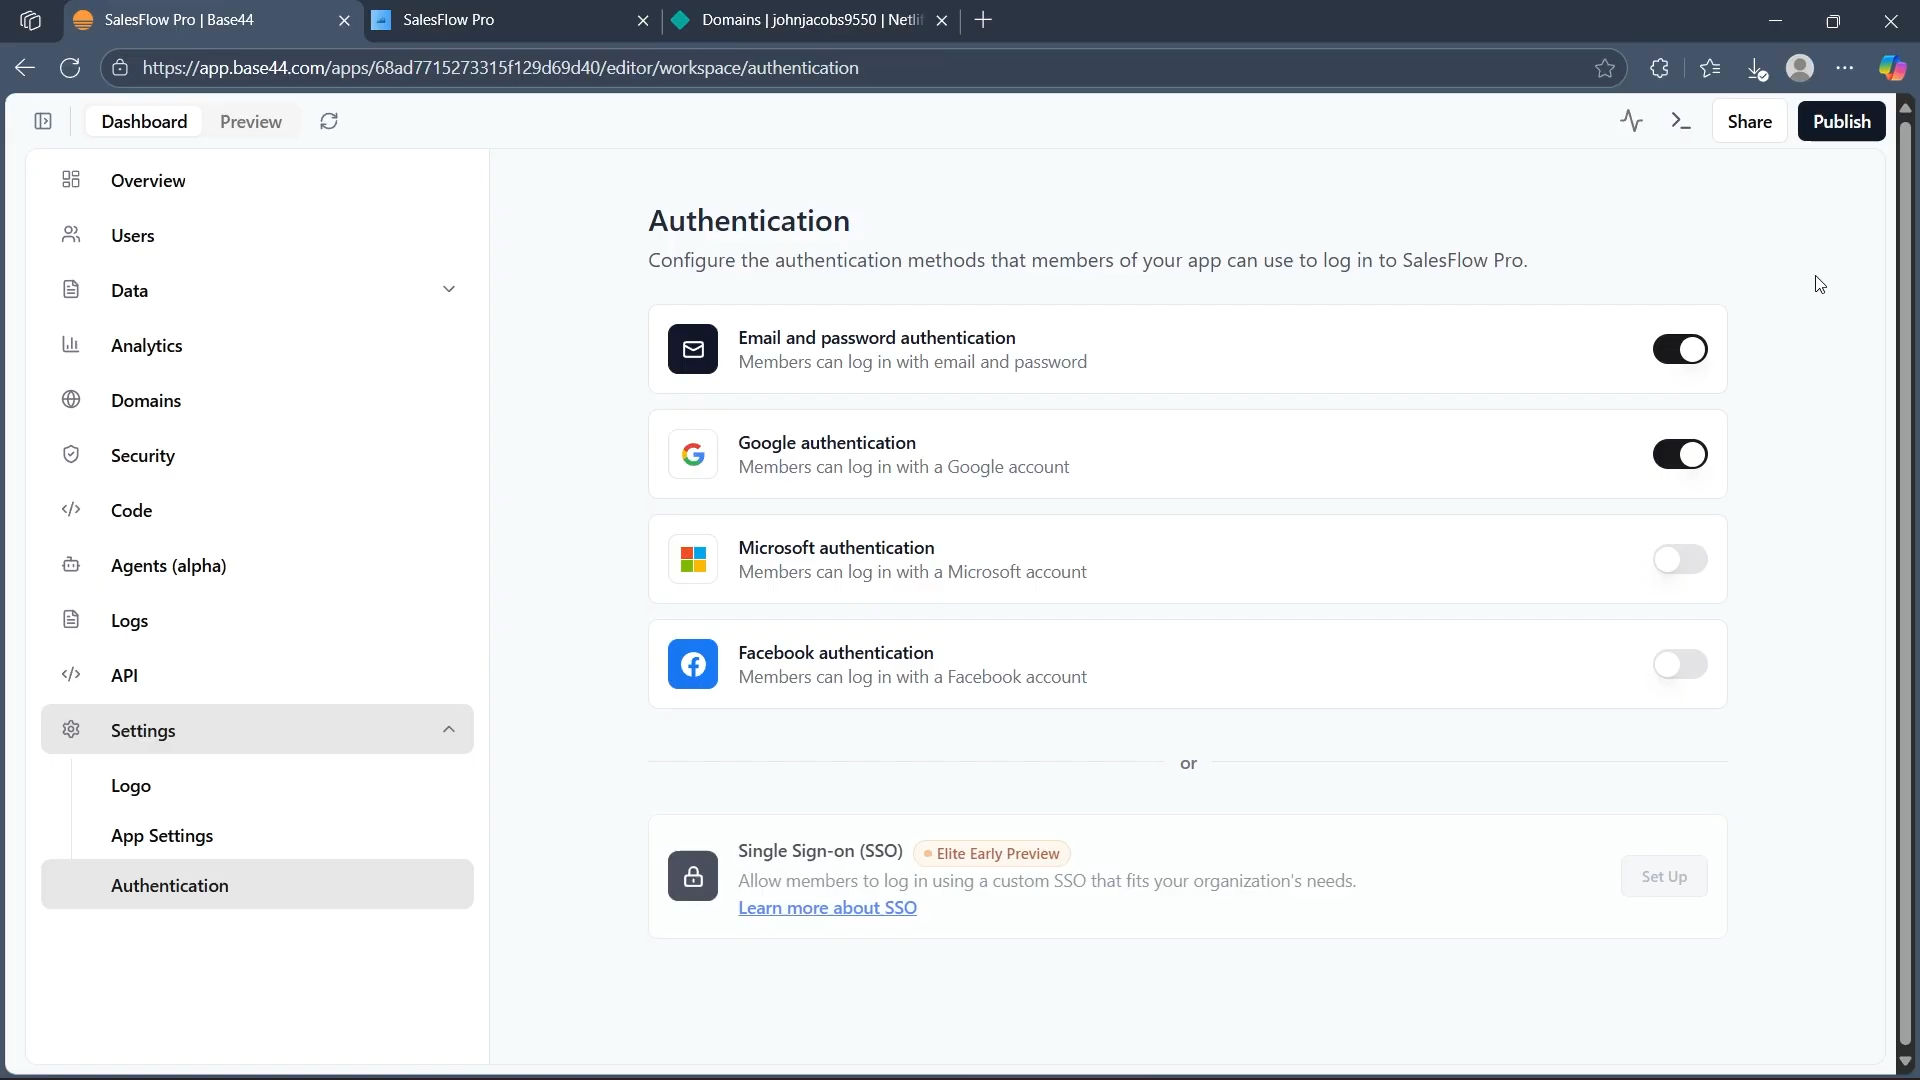 SalesFlow Pro | Base44
SalesFlow Pro
Domains | johnjacobs9550 | Netlif
https://app.base44.com/apps/68ad7715273315f129d69d40/editor/workspace/authentication
Dashboard
Preview
Share
Publish
Overview
Users
Data
Analytics
Domains
Security
Code
Agents (alpha)
Logs
API
Settings
Logo
App Settings
Authentication
Authentication
Configure the authentication methods that members of your app can use to log in to SalesFlow Pro.
Email and password authentication
Members can log in with email and password
Google authentication
Members can log in with a Google account
Microsoft authentication
Members can log in with a Microsoft account
Facebook authentication
Members can log in with a Facebook account
or
Single Sign-on (SSO) Elite Early Preview
Allow members to log in using a custom SSO that fits your organization's needs.
Learn more about SSO
Set Up